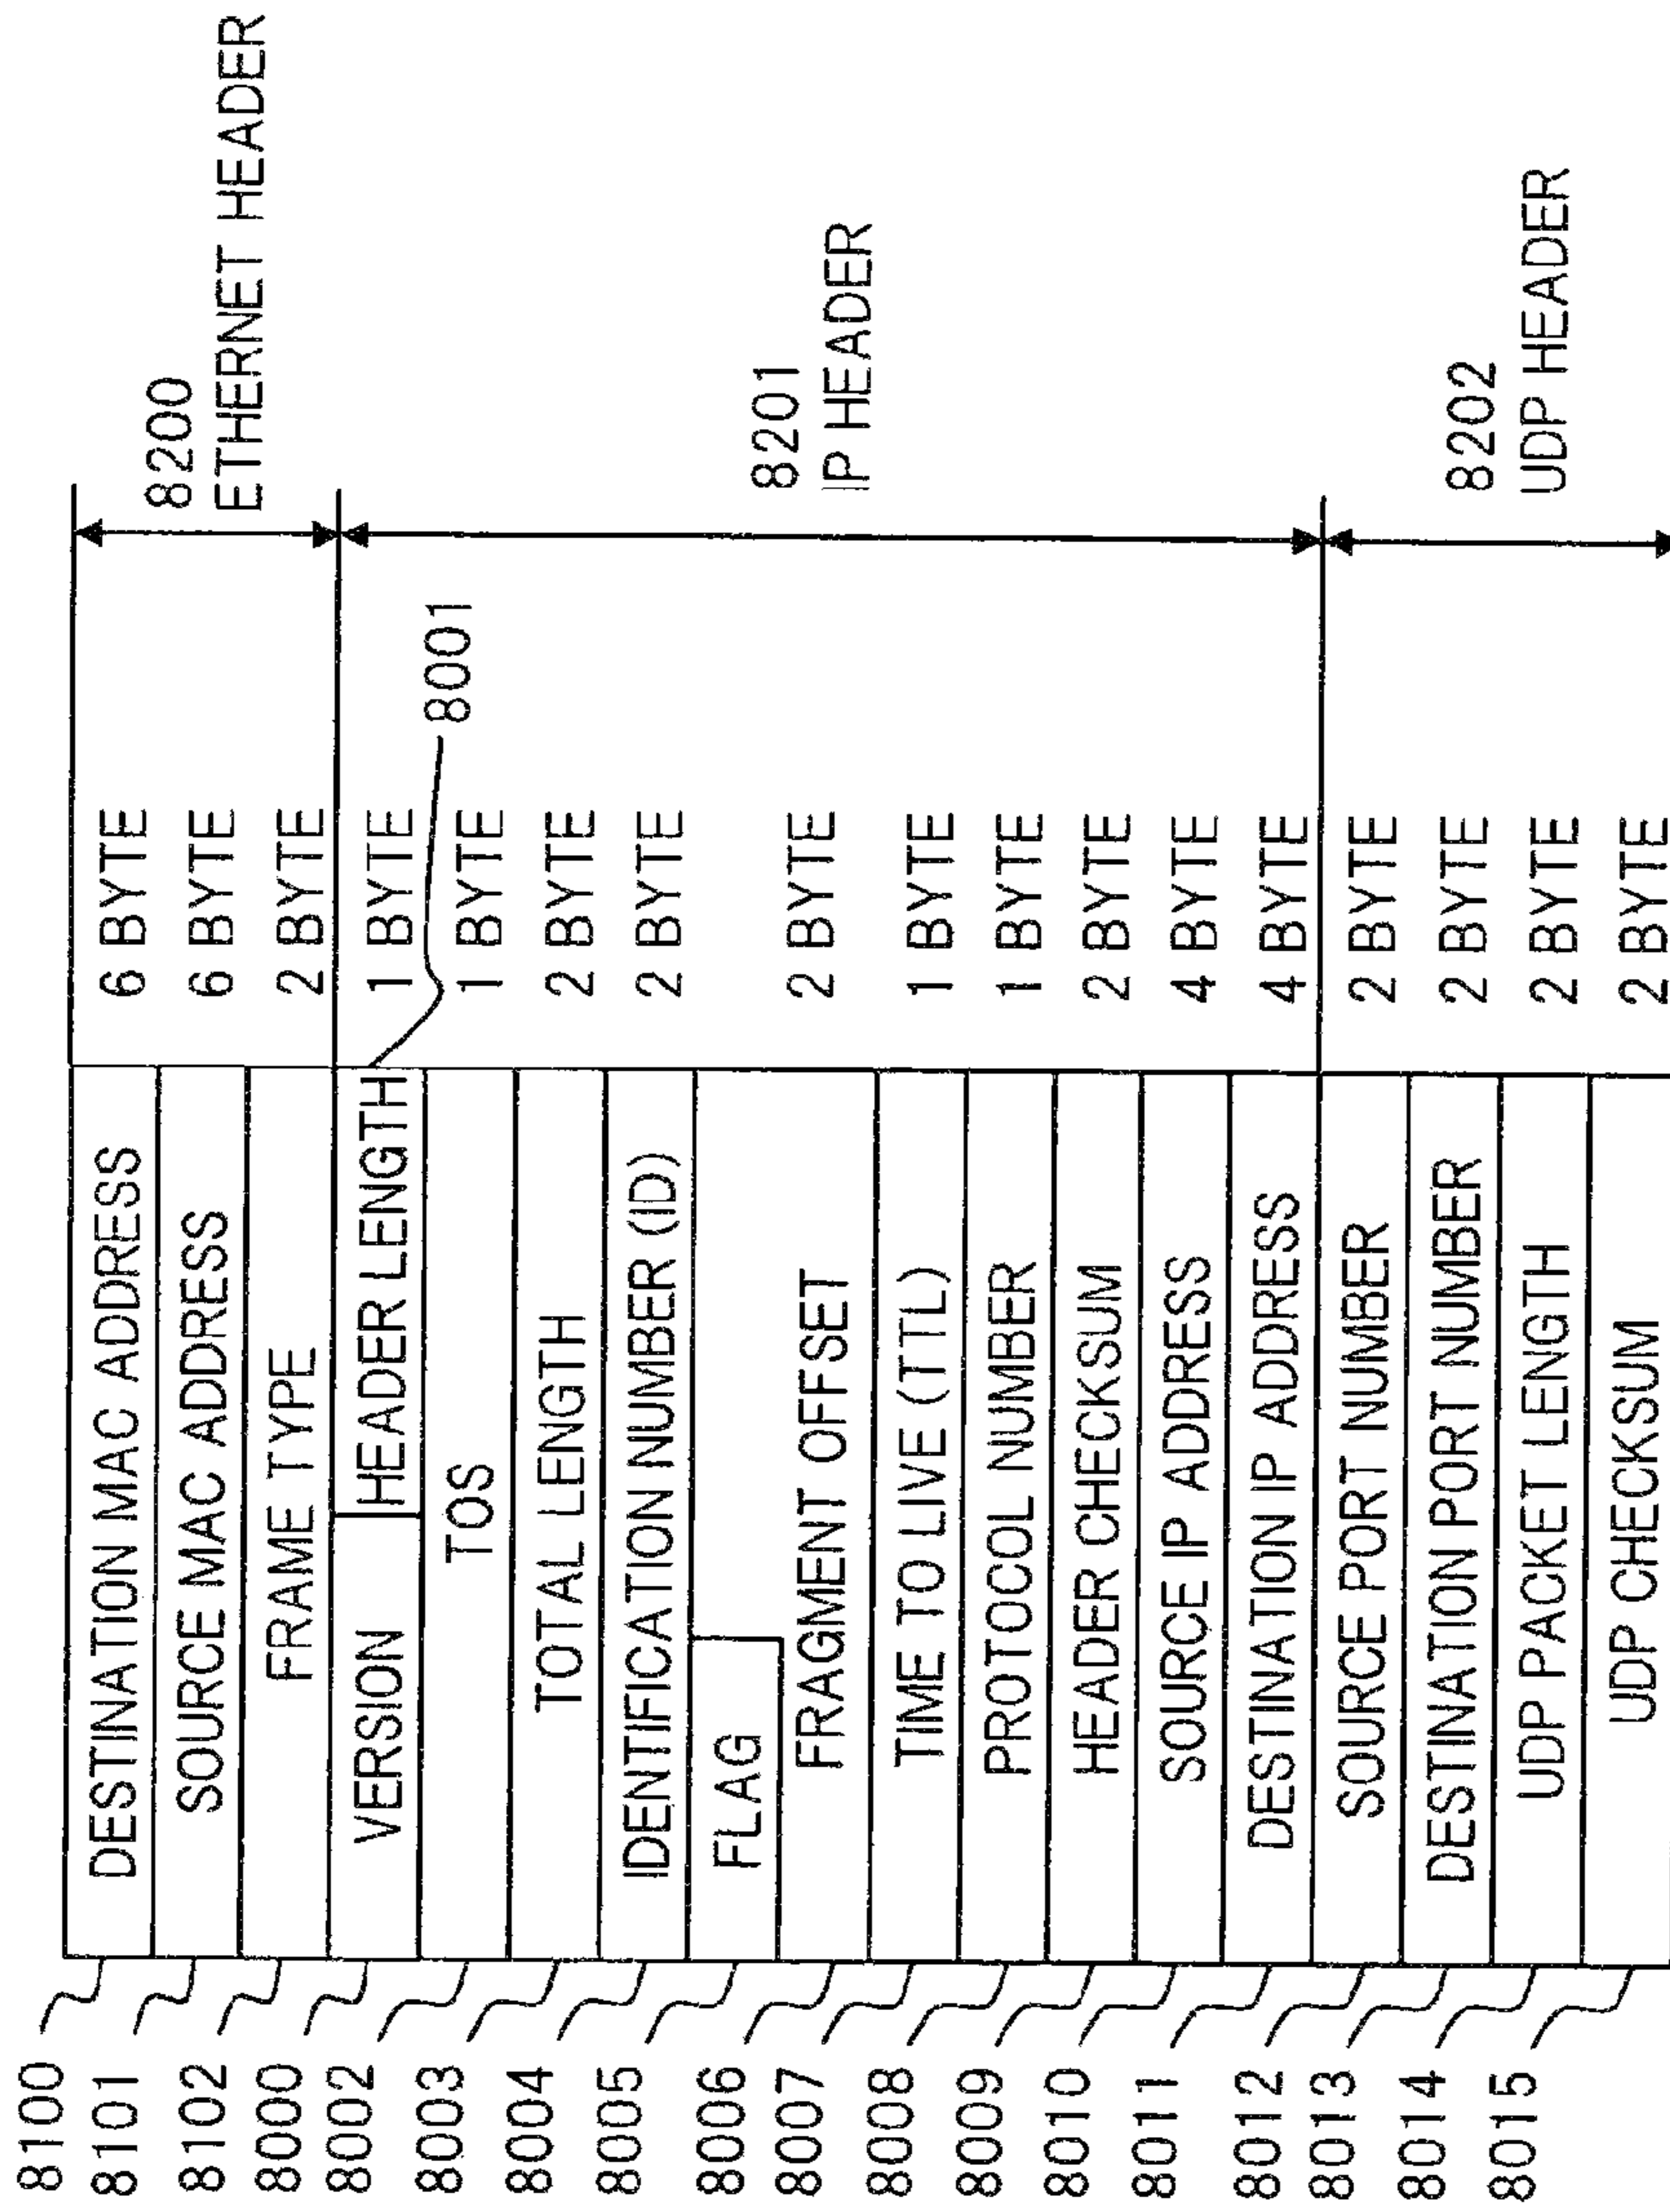 8100 DESTINATION MAC ADDRESS 6 BYTE
8101 SOURCE MAC ADDRESS 6 BYTE
8102 FRAME TYPE 2 BYTE
8200
ETHERNET HEADER
8000 VERSION HEADER LENGTH 1 BYTE
8001
8002 TOS 1 BYTE
8003 TOTAL LENGTH 2 BYTE
8004 IDENTIFICATION NUMBER (ID) 2 BYTE
8005 FLAG
8006 FRAGMENT OFFSET 2 BYTE
8007 TIME TO LIVE (TTL) 1 BYTE
8008 PROTOCOL NUMBER 1 BYTE
8009 HEADER CHECKSUM 2 BYTE
8010 SOURCE IP ADDRESS 4 BYTE
8011 DESTINATION IP ADDRESS 4 BYTE
8201
IP HEADER
8012 SOURCE PORT NUMBER 2 BYTE
8013 DESTINATION PORT NUMBER 2 BYTE
8014 UDP PACKET LENGTH 2 BYTE
8015 UDP CHECKSUM 2 BYTE
8202
UDP HEADER